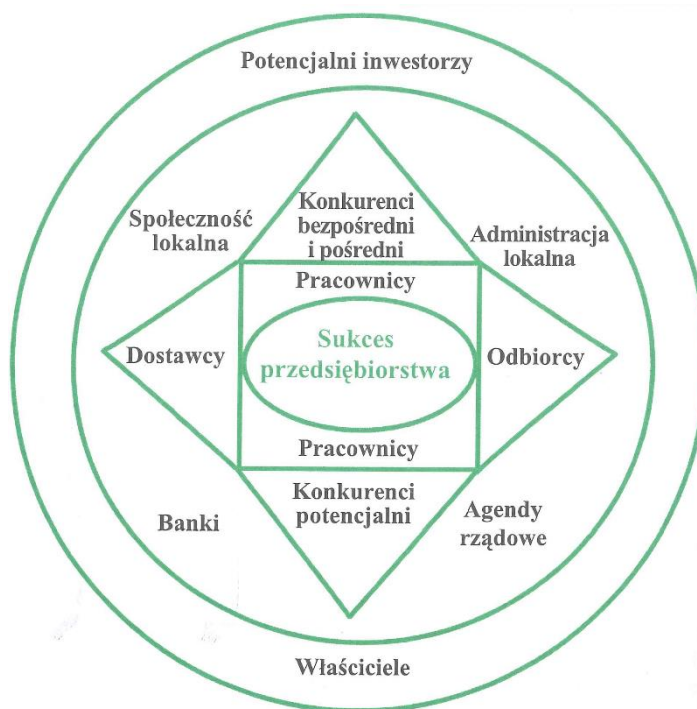 Potencjalni inwestorzy
Społeczność
lokalna
Konkurenci
bezpośredni
i pośredni
Administracja
lokalna
Pracownicy
Dostawcy
Sukces
przedsiębiorstwa
Odbiorcy
Pracownicy
Banki
Konkurenci
potencjalni
Agendy
rządowe
Właściciele